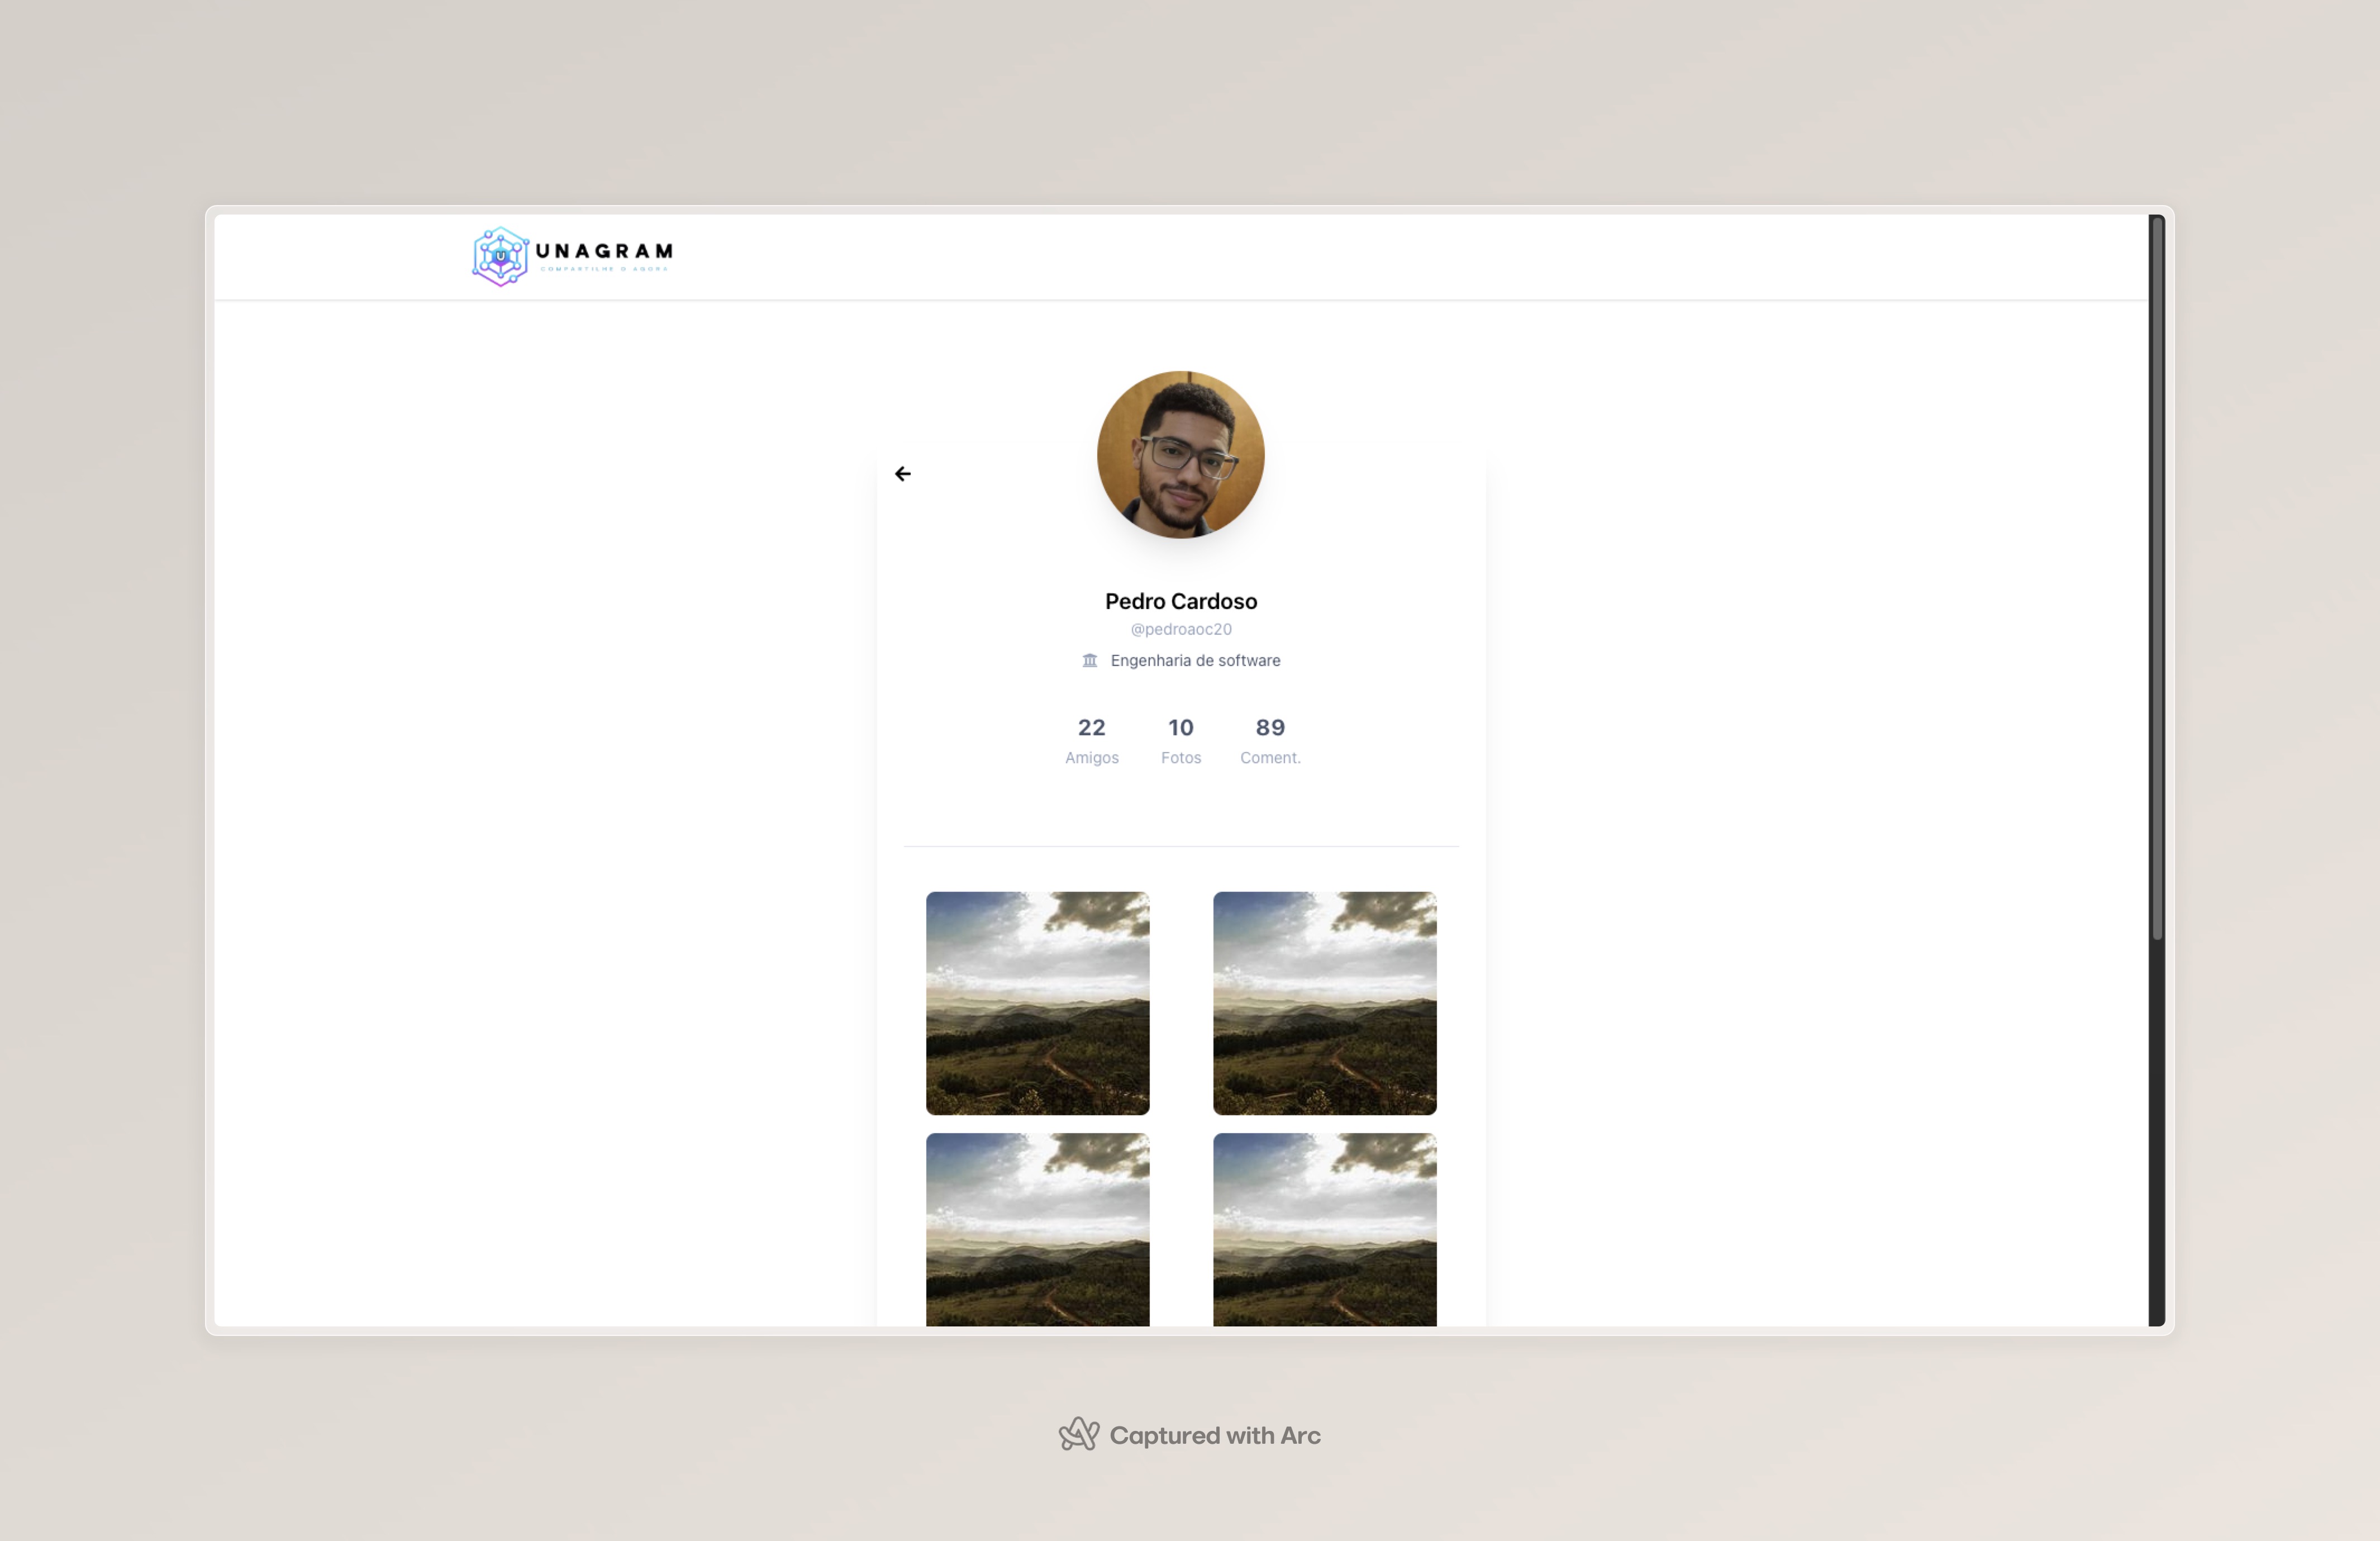 UNAGRAM
COMPARTILHE O AGORA
Pedro Cardoso
@pedroaoc20
Engenharia de software
22 10 89
Amigos Fotos Coment.
Captured with Arc